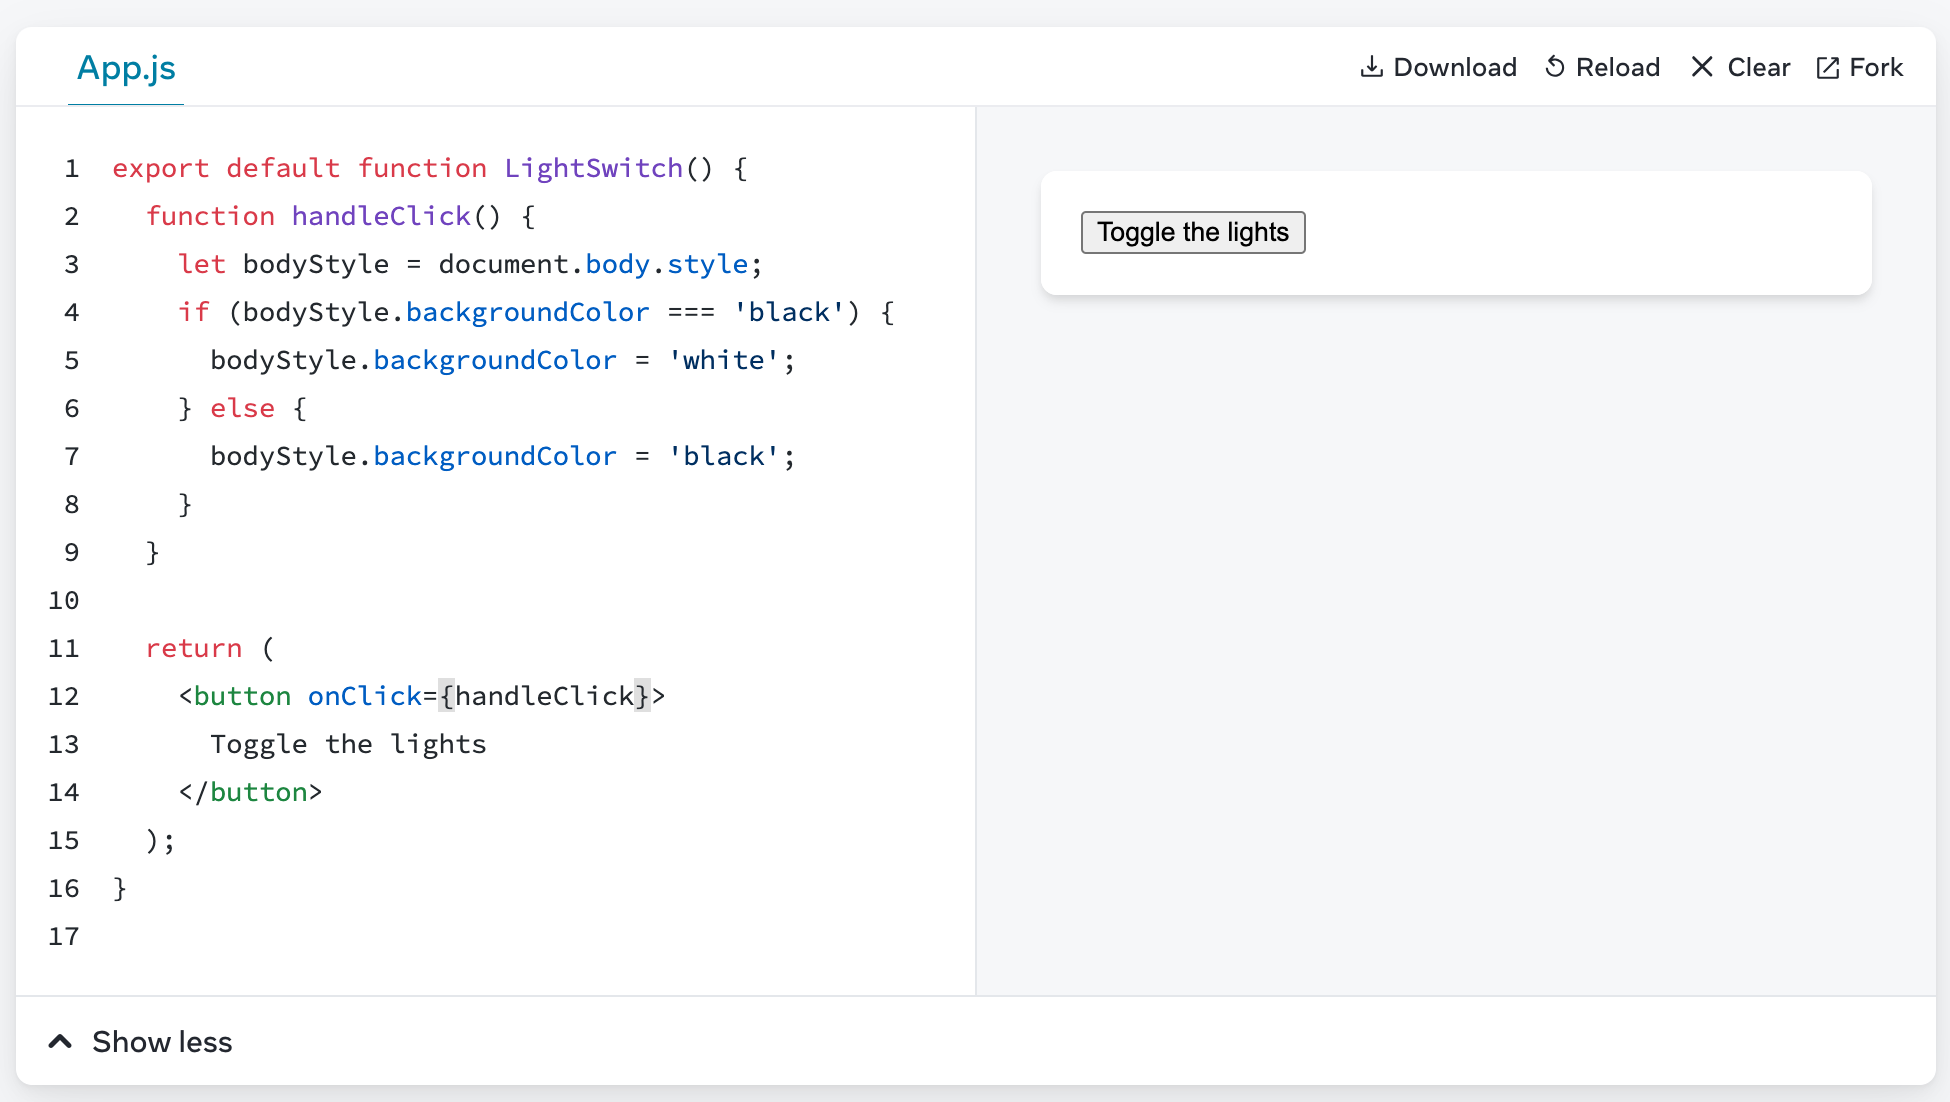 App.js
Download Reload Clear Fork
1 export default function LightSwitch() {
2   function handleClick() {
3     let bodyStyle = document.body.style;
4     if (bodyStyle.backgroundColor === 'black') {
5       bodyStyle.backgroundColor = 'white';
6     } else {
7       bodyStyle.backgroundColor = 'black';
8     }
9   }
10
11   return (
12     <button onClick={handleClick}>
13       Toggle the lights
14     </button>
15   );
16 }
17
Toggle the lights
Show less